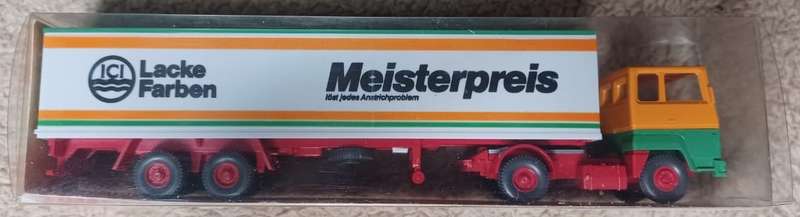 ICI
Lacke
Farben
Meisterpreis
löst jedes Anstrichproblem